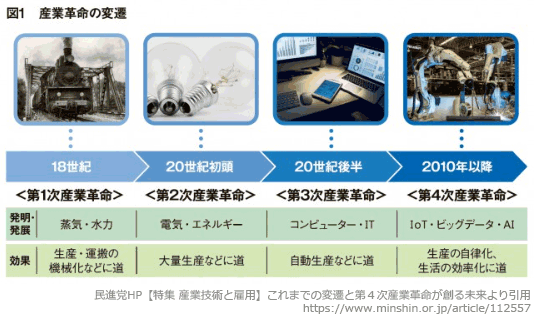 図1 産業革命の変遷
18世紀
20世紀初頭
20世紀後半
2010年以降
<第1次産業革命>
<第2次産業革命>
<第3次産業革命>
<第4次産業革命>
発明・
発展
蒸気・水力
電気・エネルギー
コンピューター・IT
IoT・ビッグデータ・AI
効果
生産・運搬の
機械化などに道
大量生産などに道
自動生産などに道
生産の自律化、
生活の効率化に道
民進党HP【特集 産業技術と雇用】これまでの変遷と第４次産業革命が創る未来より引用
https://www.minshin.or.jp/article/112557